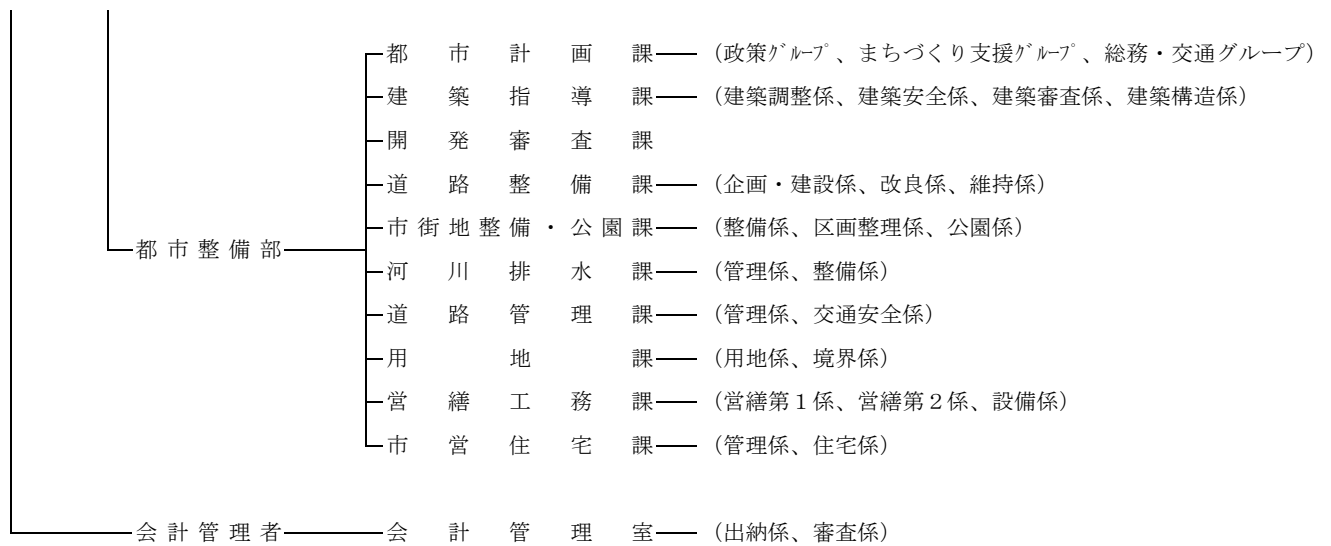 都市計画課 (政策ｸﾞﾙｰﾌﾟ、まちづくり支援ｸﾞﾙｰﾌﾟ、総務・交通グループ)
建築指導課 (建築調整係、建築安全係、建築審査係、建築構造係)
開発審査課
道路整備課 (企画・建設係、改良係、維持係)
市街地整備・公園課 (整備係、区画整理係、公園係)
都市整備部
河川排水課 (管理係、整備係)
道路管理課 (管理係、交通安全係)
用地課 (用地係、境界係)
営繕工務課 (営繕第１係、営繕第２係、設備係)
市営住宅課 (管理係、住宅係)
会計管理者 会計管理室 (出納係、審査係)